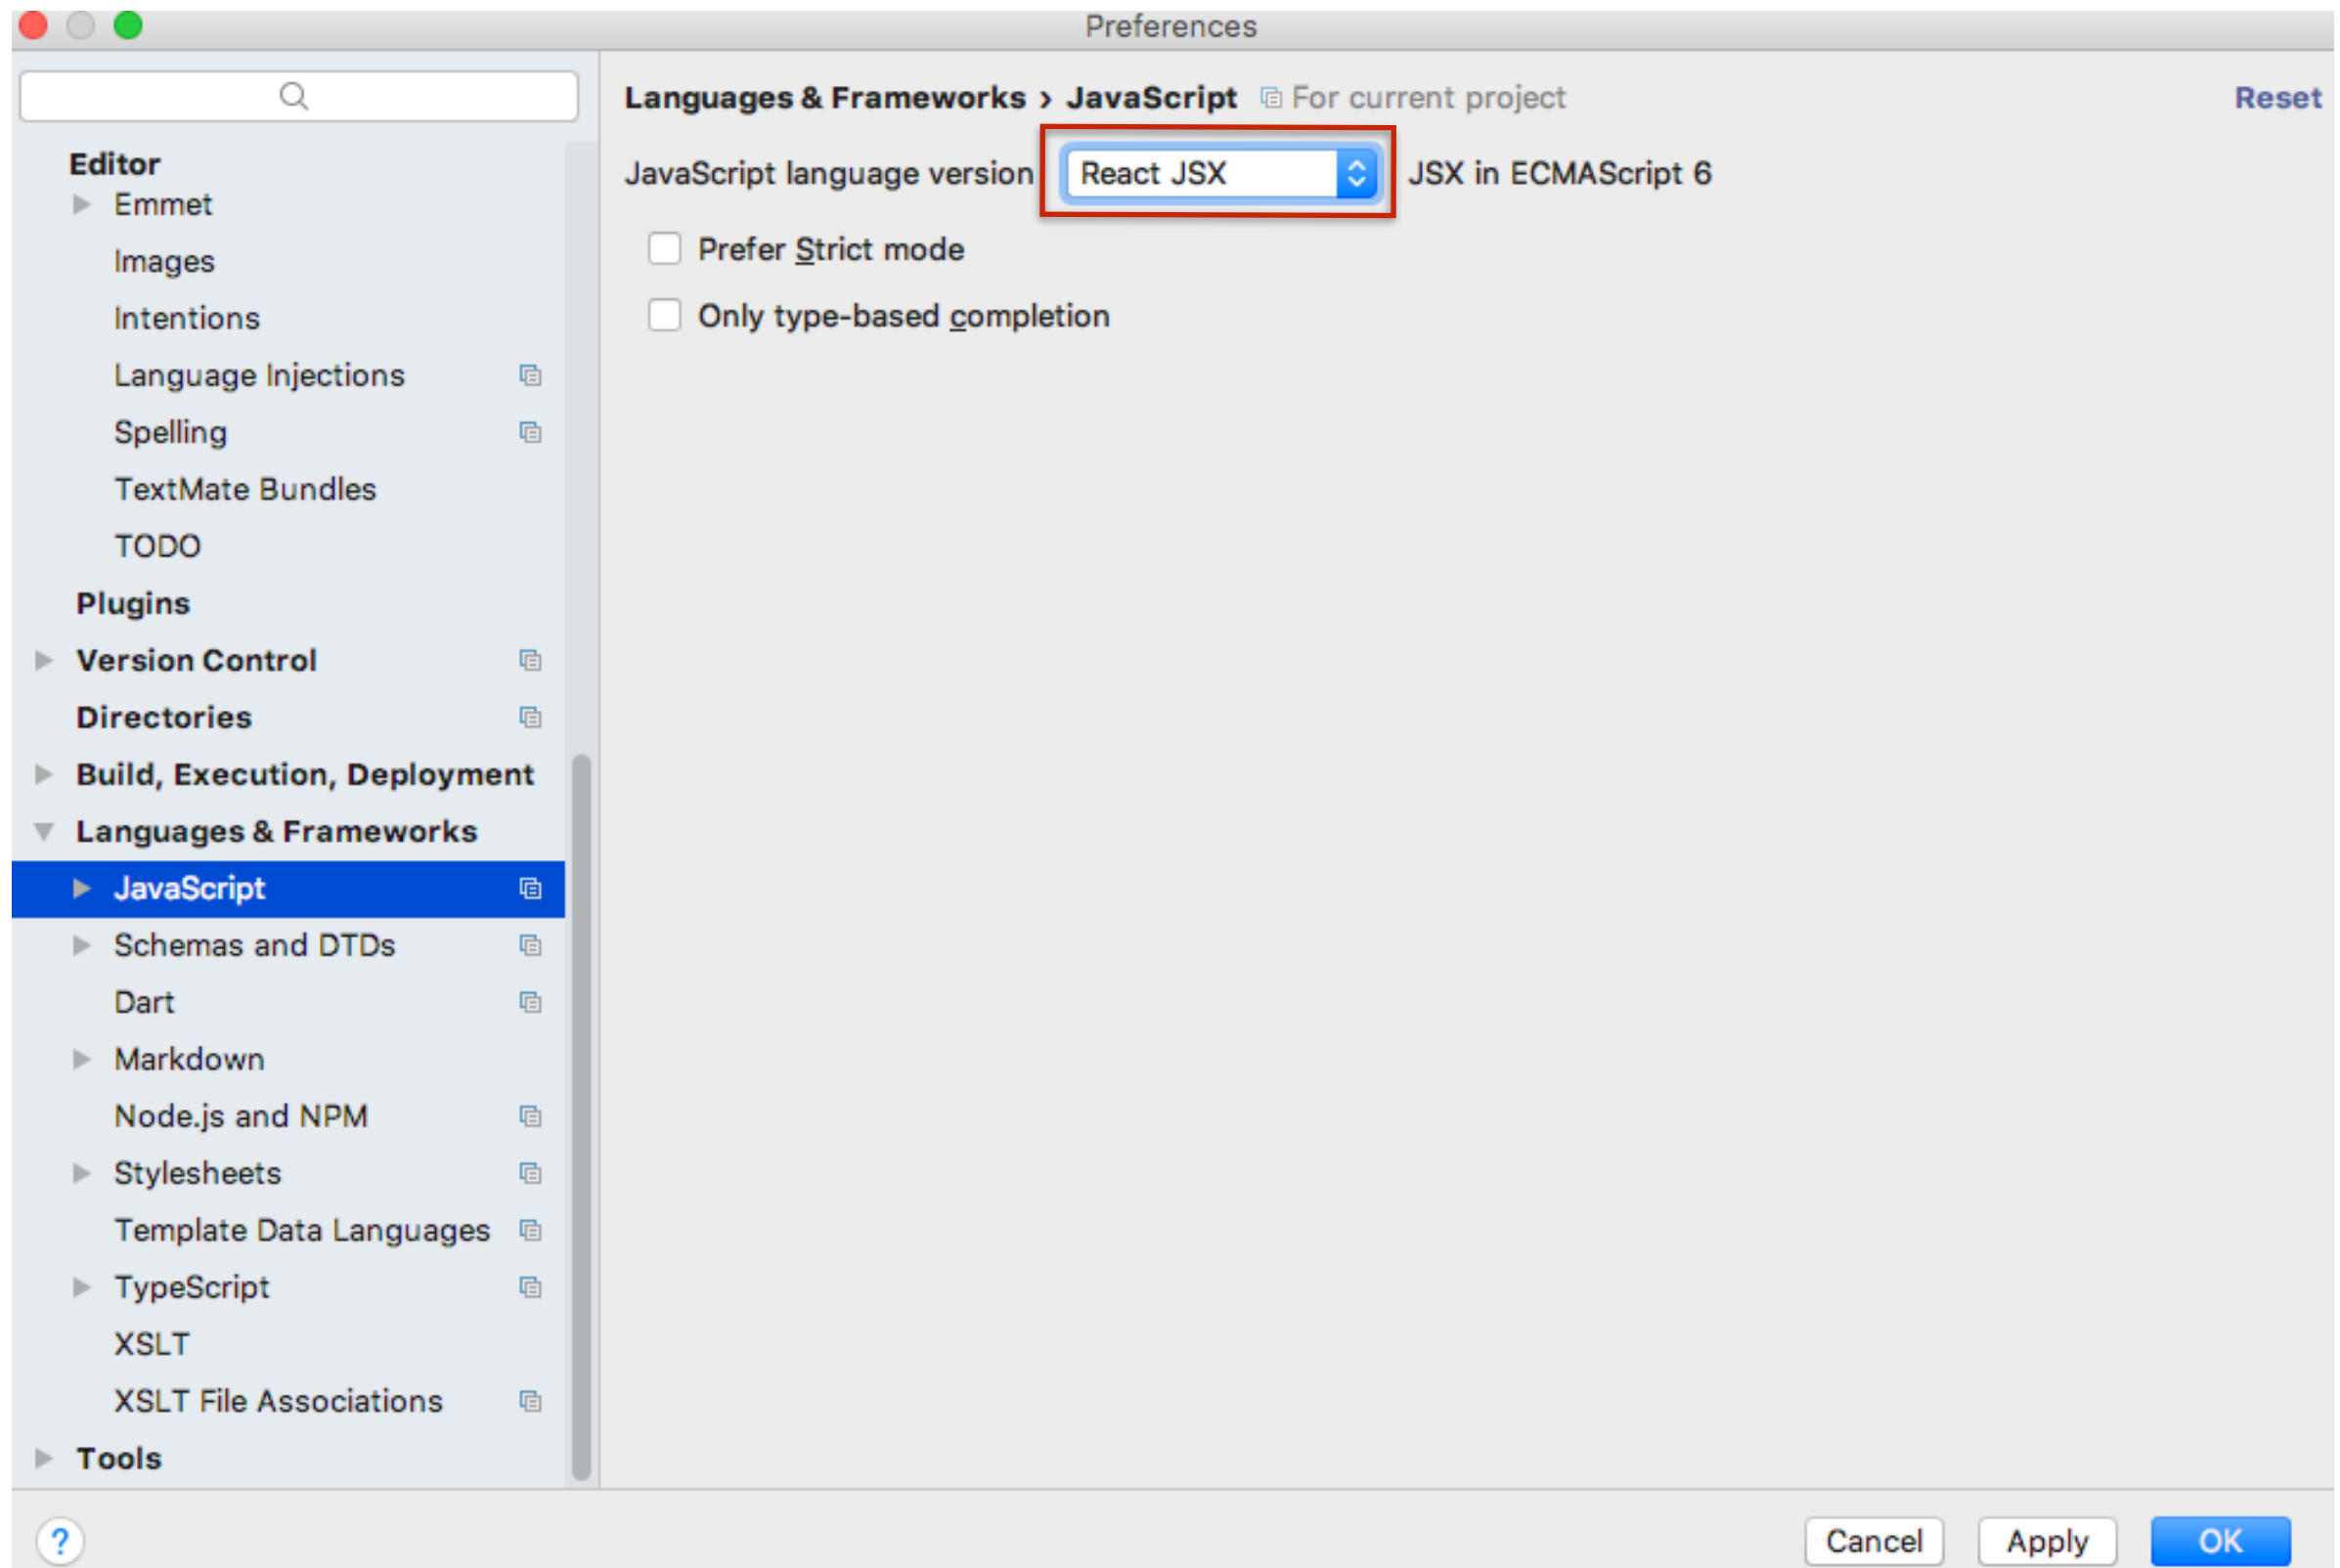 Preferences
Languages & Frameworks › JavaScript For current project Reset
JavaScript language version React JSX JSX in ECMAScript 6
Prefer Strict mode
Only type-based completion
Editor
Emmet
Images
Intentions
Language Injections
Spelling
TextMate Bundles
TODO
Plugins
Version Control
Directories
Build, Execution, Deployment
Languages & Frameworks
JavaScript
Schemas and DTDs
Dart
Markdown
Node.js and NPM
Stylesheets
Template Data Languages
TypeScript
XSLT
XSLT File Associations
Tools
? Cancel Apply OK